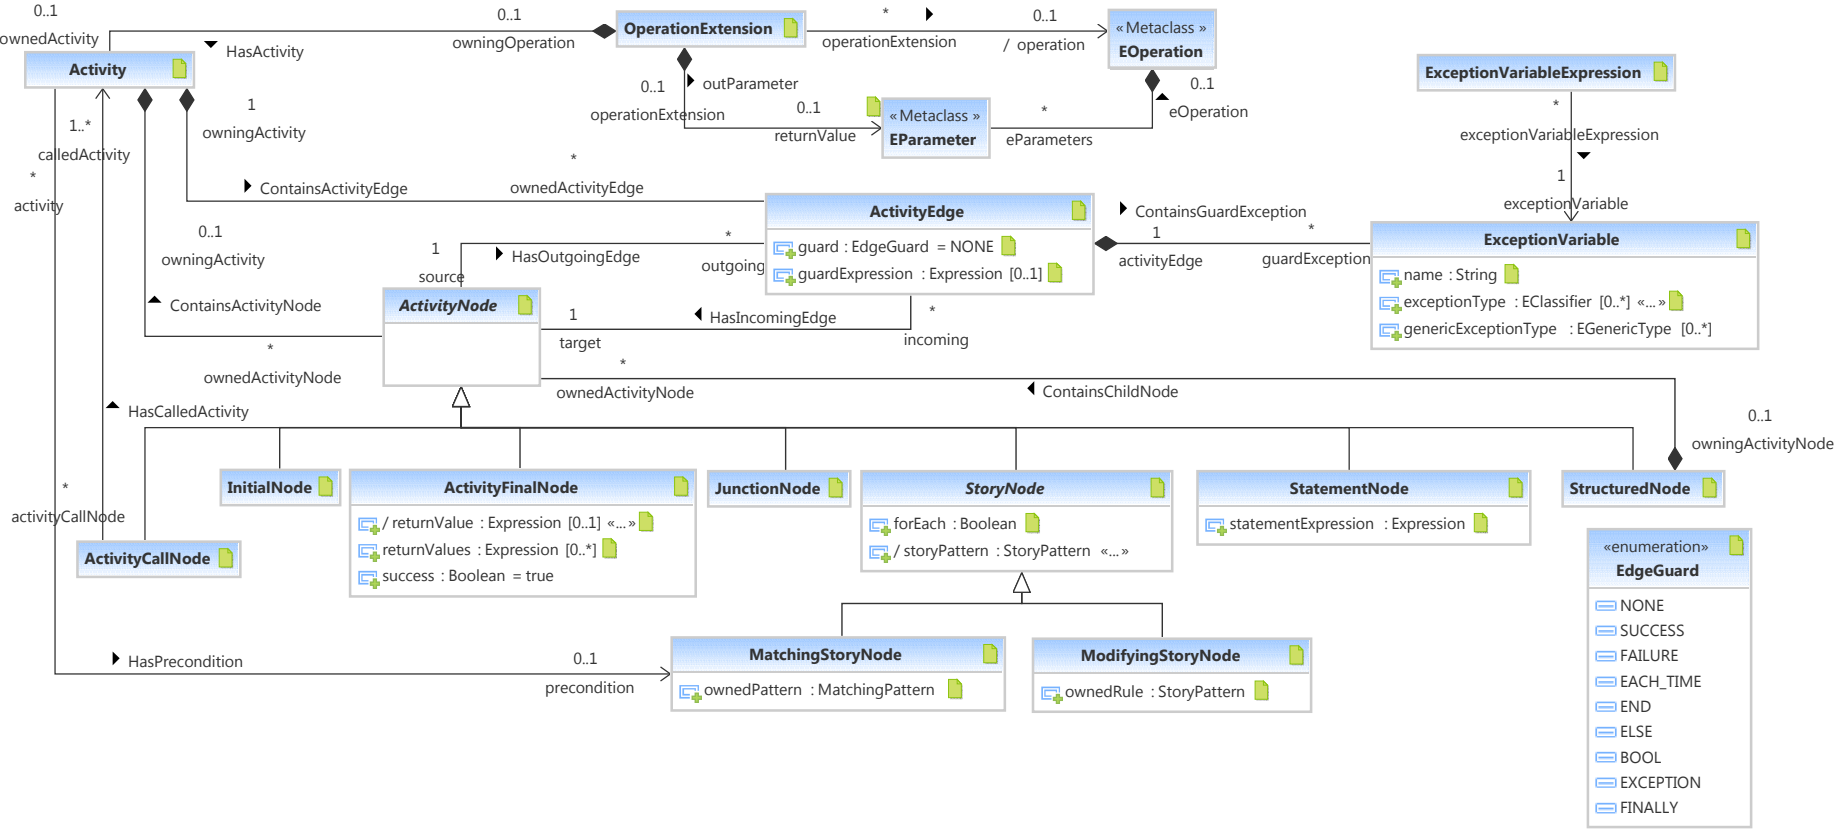 0..1
ownedActivity
HasActivity
0..1
owningOperation
OperationExtension
*
operationExtension
0..1
/ operation
«Metaclass »
EOperation
Activity
1
owningActivity
0..1
operationExtension
outParameter
0..1
returnValue
«Metaclass »
EParameter
*
eParameters
0..1
eOperation
ExceptionVariableExpression
*
exceptionVariableExpression
1
exceptionVariable
1..*
calledActivity
*
activity
ContainsActivityEdge
*
ownedActivityEdge
ActivityEdge
guard : EdgeGuard = NONE
guardExpression : Expression [0..1]
ContainsGuardException
1
activityEdge
*
guardException
ExceptionVariable
name : String
exceptionType : EClassifier [0..*] «...»
genericExceptionType : EGenericType [0..*]
0..1
owningActivity
ContainsActivityNode
*
ownedActivityNode
1
source
HasOutgoingEdge
*
outgoing
ActivityNode
1
target
HasIncomingEdge
*
incoming
*
ownedActivityNode
ContainsChildNode
0..1
owningActivityNode
HasCalledActivity
*
activityCallNode
ActivityCallNode
InitialNode
ActivityFinalNode
/ returnValue : Expression [0..1] «...»
returnValues : Expression [0..*]
success : Boolean = true
JunctionNode
StoryNode
forEach : Boolean
/ storyPattern : StoryPattern «...»
StatementNode
statementExpression : Expression
StructuredNode
HasPrecondition
0..1
precondition
MatchingStoryNode
ownedPattern : MatchingPattern
ModifyingStoryNode
ownedRule : StoryPattern
«enumeration»
EdgeGuard
NONE
SUCCESS
FAILURE
EACH_TIME
END
ELSE
BOOL
EXCEPTION
FINALLY